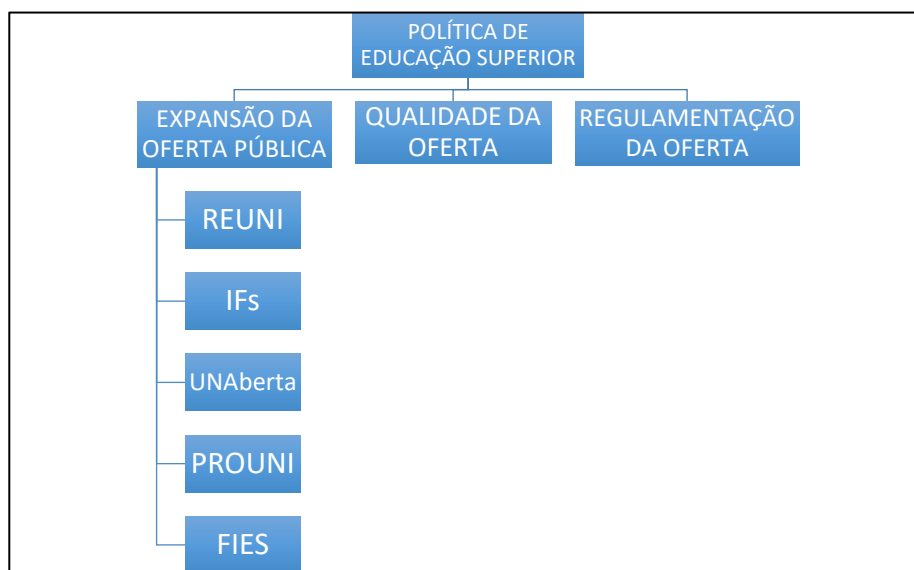 POLÍTICA DE
EDUCAÇÃO SUPERIOR
EXPANSÃO DA
OFERTA PÚBLICA
QUALIDADE DA
OFERTA
REGULAMENTAÇÃO
DA OFERTA
REUNI
IFs
UNAberta
PROUNI
FIES